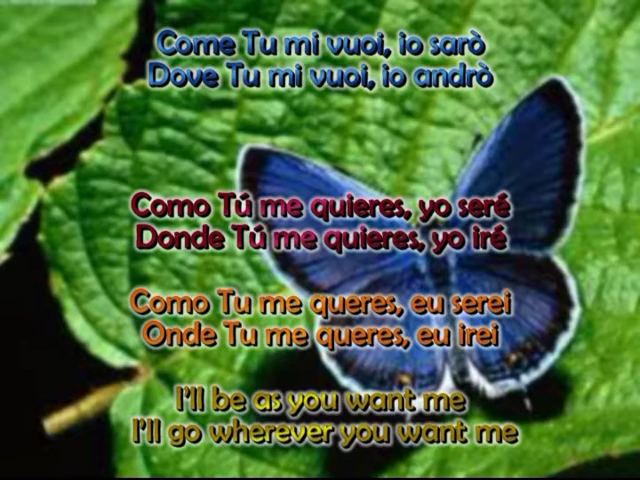 Come Tu mi vuoi, io sarò
Dove Tu mi vuoi, io andrò
Como Tú me quieres, yo seré
Donde Tú me quieres, yo iré
Como Tu me queres, eu serei
Onde Tu me queres, eu irei
I'll be as you want me
I'll go wherever you want me